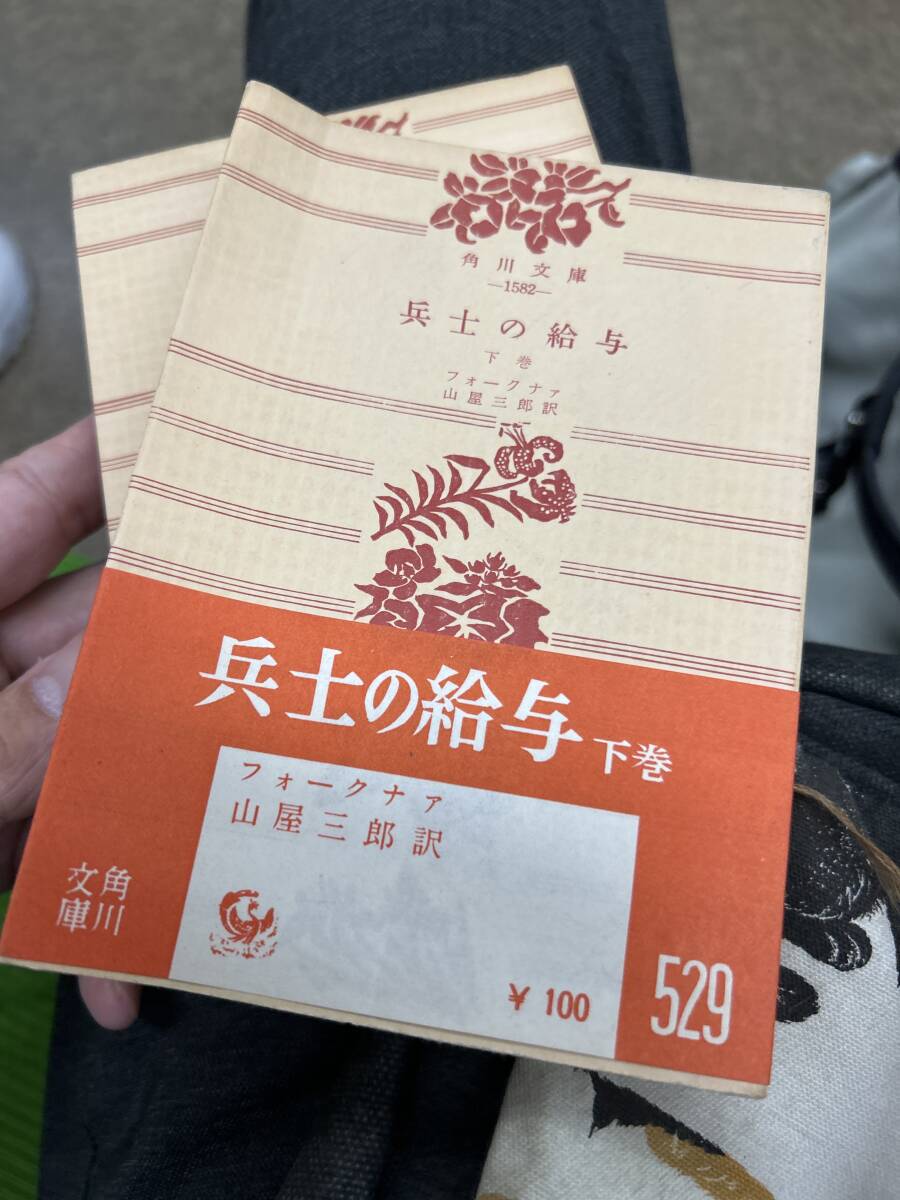 角川文庫
—1582—
兵士の給与
下巻
フォークナァ
山屋三郎訳
兵士の給与 下巻
フォークナァ
山屋三郎訳
角川
文庫
¥ 100
529